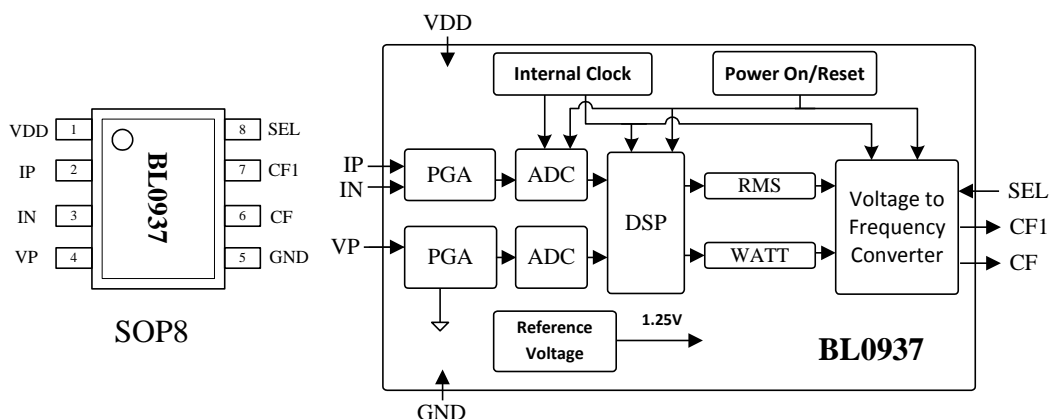 VDD
1
8
SEL
IP
2
7
CF1
IN
3
6
CF
VP
4
5
GND
BL0937
SOP8
VDD
Internal Clock
Power On/Reset
IP
IN
PGA
ADC
DSP
RMS
Voltage to
Frequency
Converter
SEL
CF1
CF
VP
PGA
ADC
WATT
Reference
Voltage
1.25V
BL0937
GND